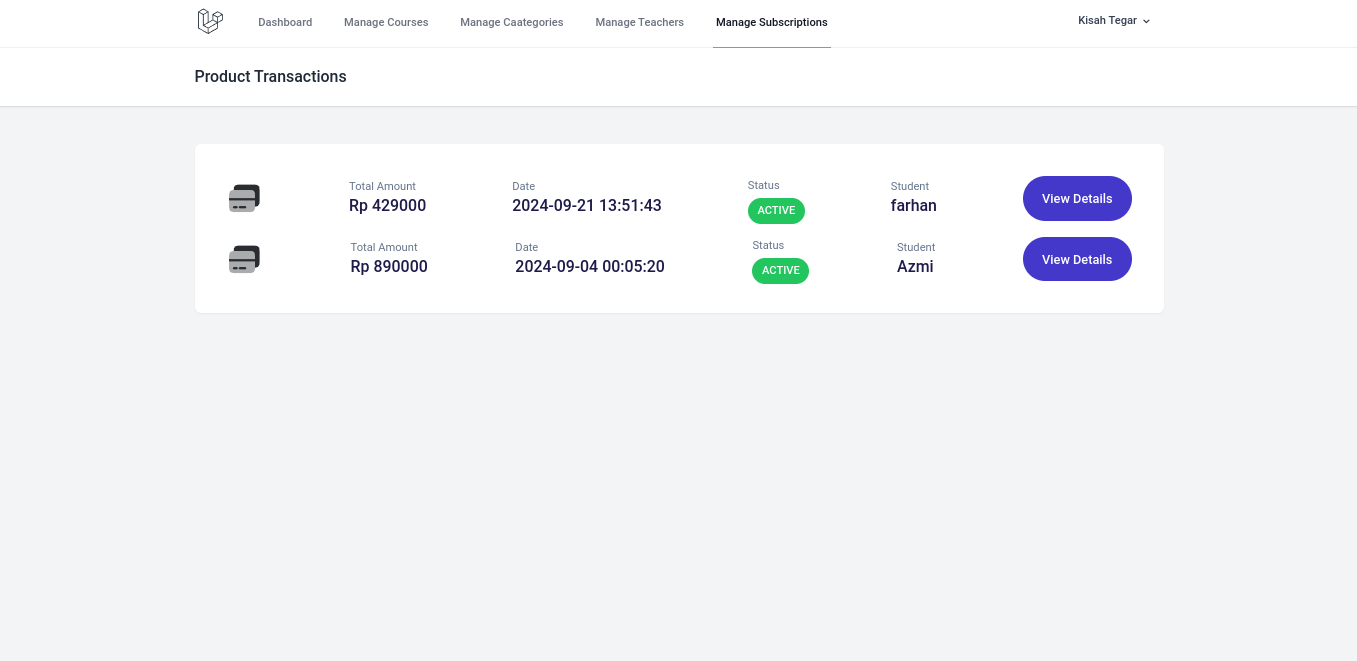 Dashboard Manage Courses Manage Caategories Manage Teachers Manage Subscriptions Kisah Tegar
Product Transactions
Total Amount Date Status Student
Rp 429000 2024-09-21 13:51:43 ACTIVE farhan View Details
Total Amount Date Status Student
Rp 890000 2024-09-04 00:05:20 ACTIVE Azmi View Details